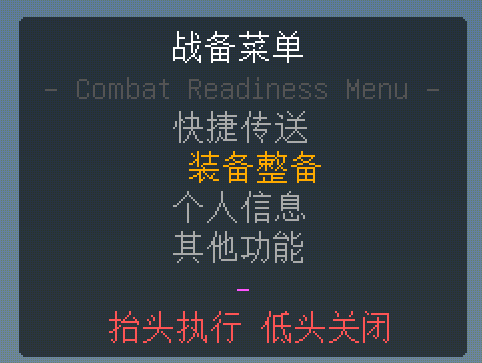 战备菜单
- Combat Readiness Menu -
快捷传送
装备整备
个人信息
其他功能
-
抬头执行 低头关闭